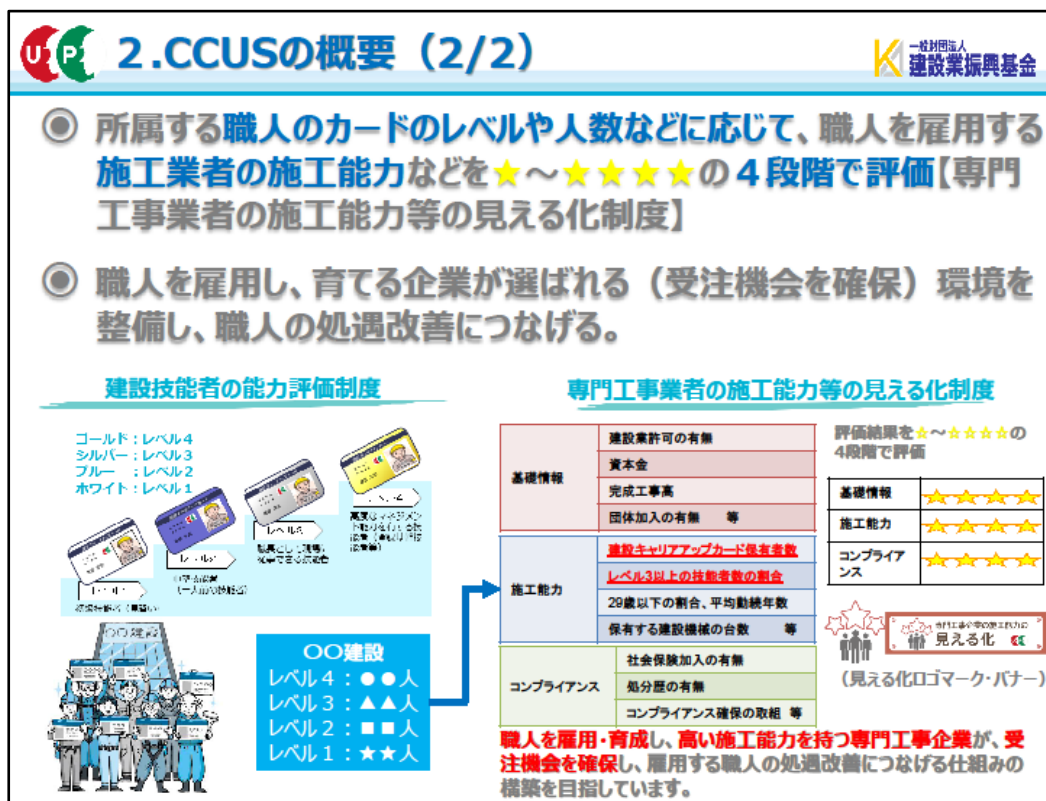 U P
2.CCUSの概要（2/2）
一般財団法人
建設業振興基金
◉ 所属する職人のカードのレベルや人数などに応じて、職人を雇用する
施工業者の施工能力などを★～★★★★の４段階で評価【専門
工事業者の施工能力等の見える化制度】
◉ 職人を雇用し、育てる企業が選ばれる（受注機会を確保）環境を
整備し、職人の処遇改善につなげる。
建設技能者の能力評価制度
ゴールド：レベル４
シルバー：レベル３
ブルー　：レベル２
ホワイト：レベル１
〇〇建設
〇〇建設
レベル４：●●人
レベル３：▲▲人
レベル２：■■人
レベル１：★★人
専門工事業者の施工能力等の見える化制度
基礎情報
建設業許可の有無
資本金
完成工事高
団体加入の有無　等
施工能力
建設キャリアアップカード保有者数
レベル3以上の技能者数の割合
29歳以下の割合、平均勤続年数
保有する建設機械の台数　等
コンプライアンス
社会保険加入の有無
処分歴の有無
コンプライアンス確保の取組 等
評価結果を☆～☆☆☆☆の
4段階で評価
基礎情報 ★★★★
施工能力 ★★★★
コンプライア
ンス ★★★★
専門工事企業の施工能力の
見える化
（見える化ロゴマーク・バナー）
職人を雇用・育成し、高い施工能力を持つ専門工事企業が、受
注機会を確保し、雇用する職人の処遇改善につなげる仕組みの
構築を目指しています。